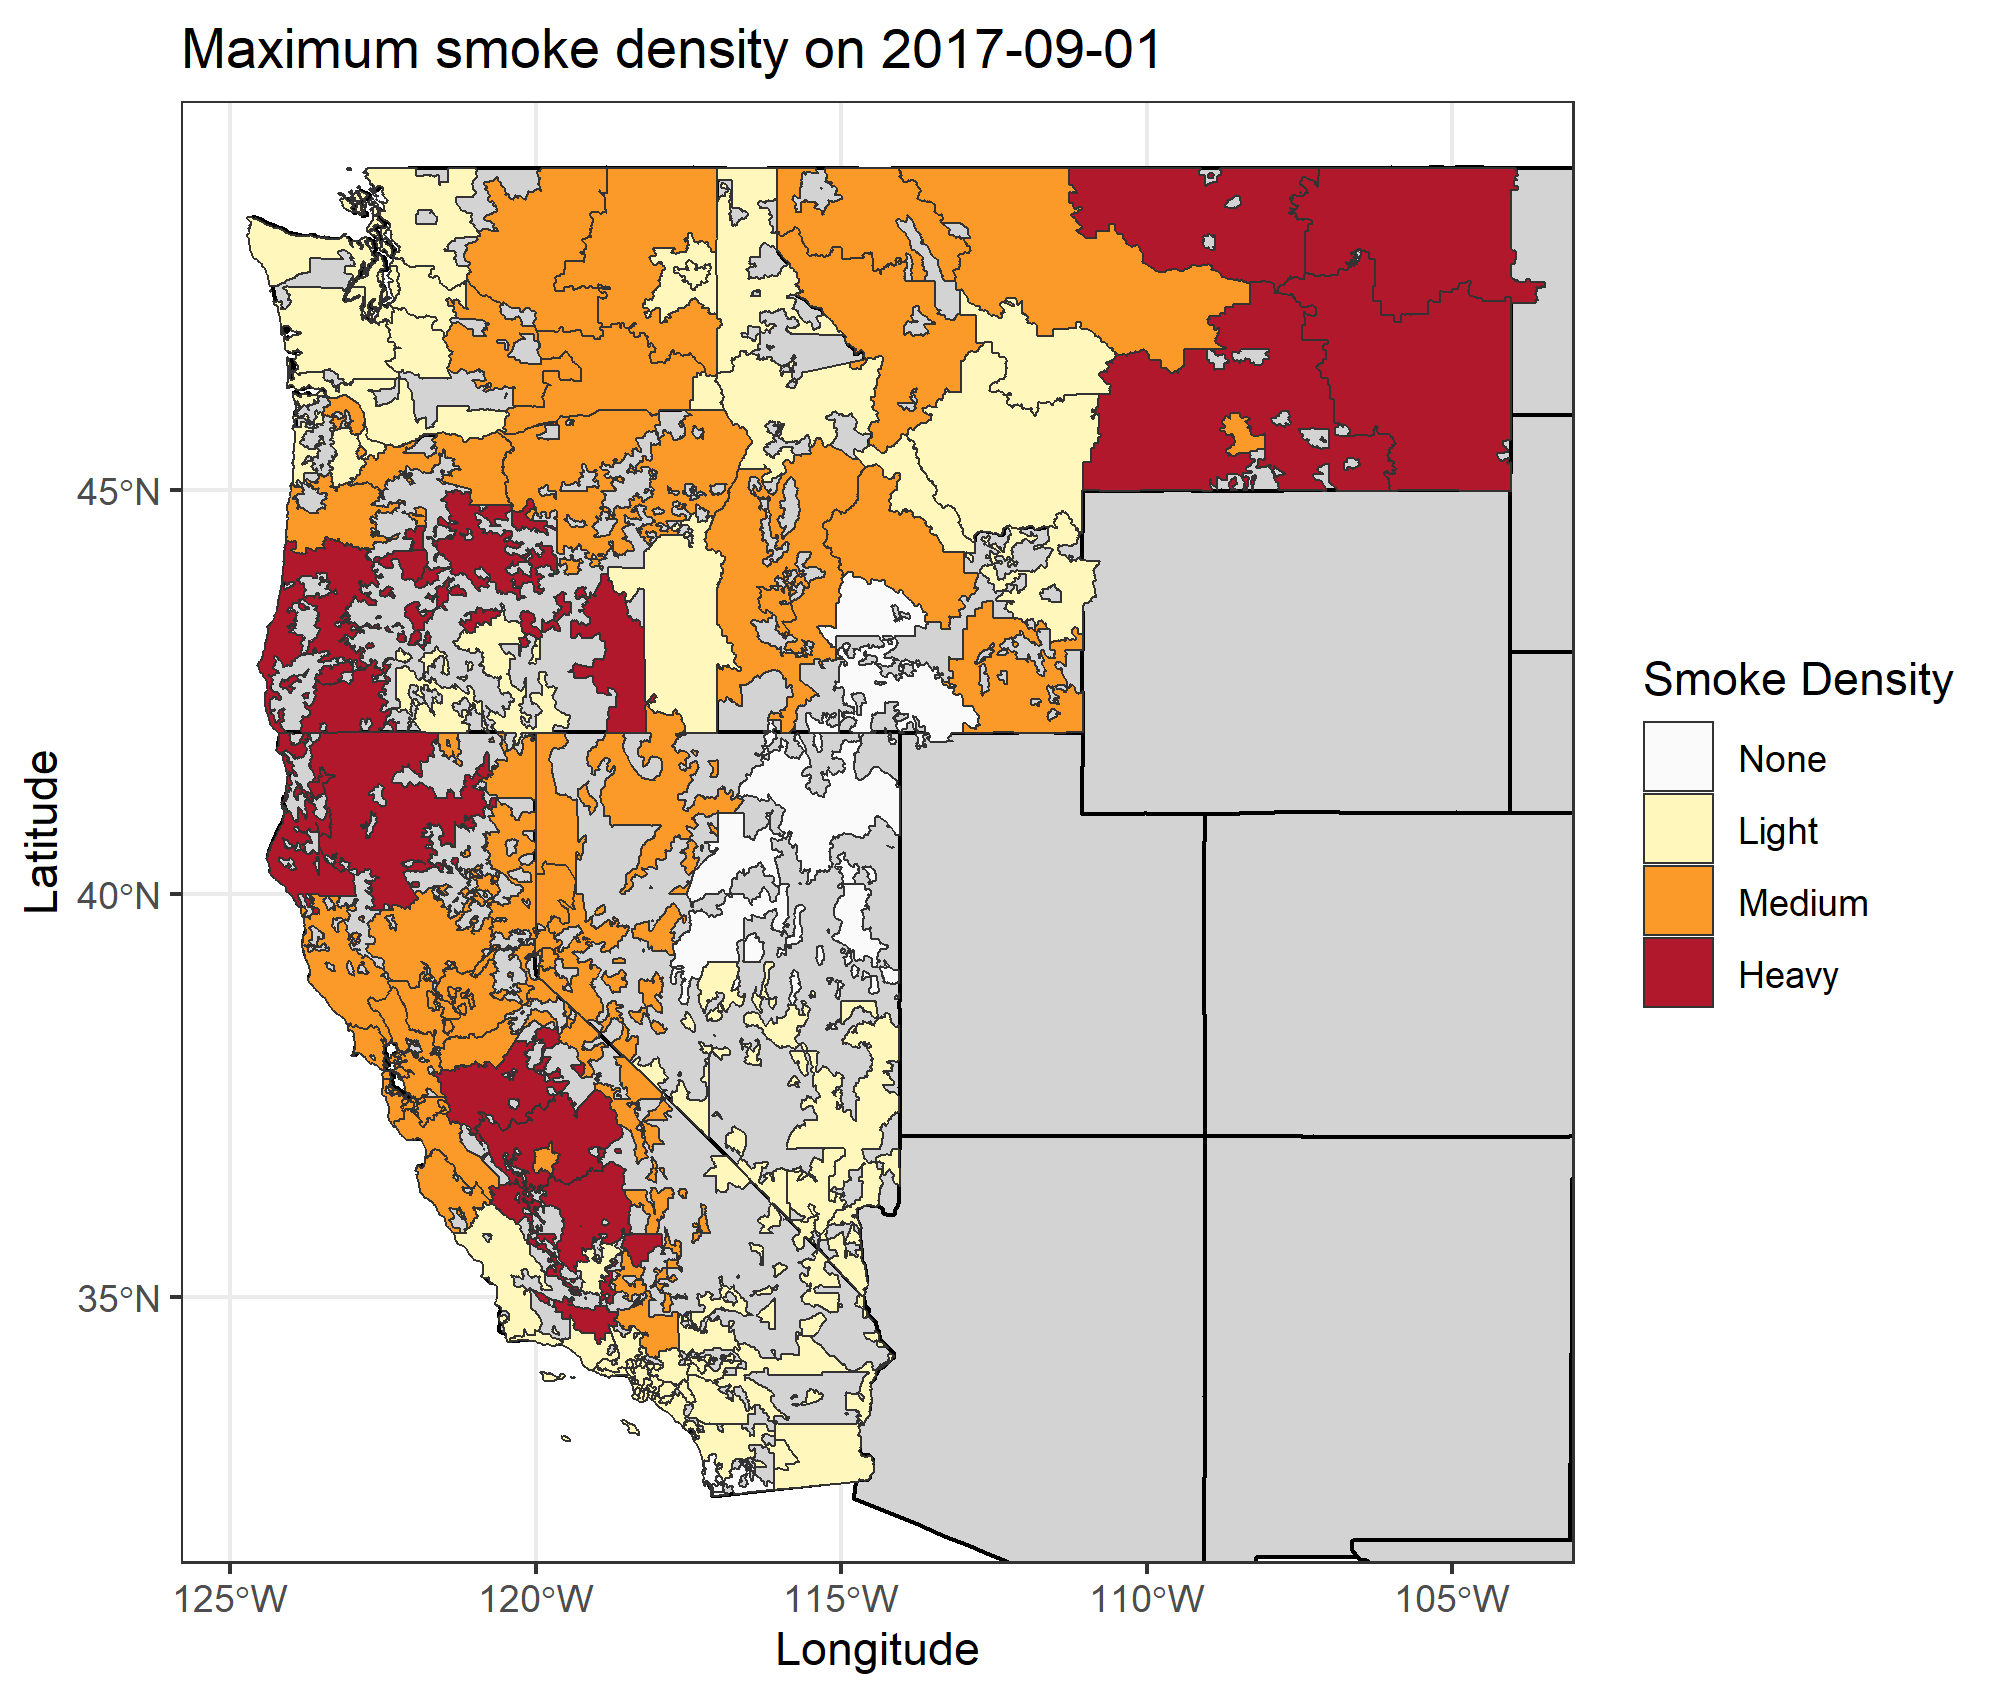 Maximum smoke density on 2017-09-01
45°N
40°N
35°N
Latitude
125°W
120°W
115°W
110°W
105°W
Longitude
Smoke Density
None
Light
Medium
Heavy